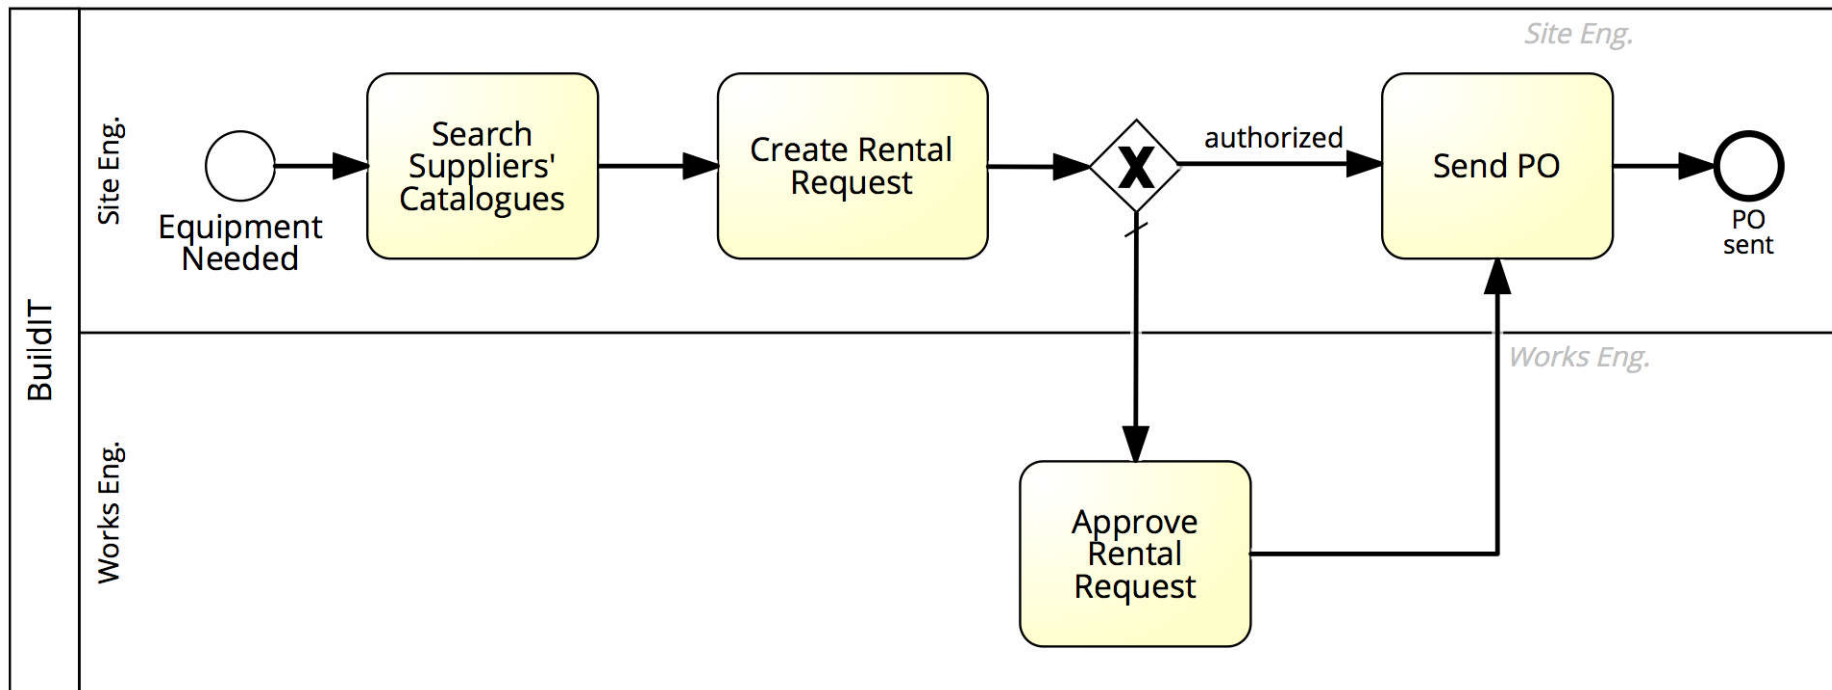 Site Eng.
BuildIT
Site Eng.
Equipment
Needed
Search
Suppliers'
Catalogues
Create Rental
Request
X
authorized
Send PO
PO
sent
Works Eng.
Works Eng.
Approve
Rental
Request